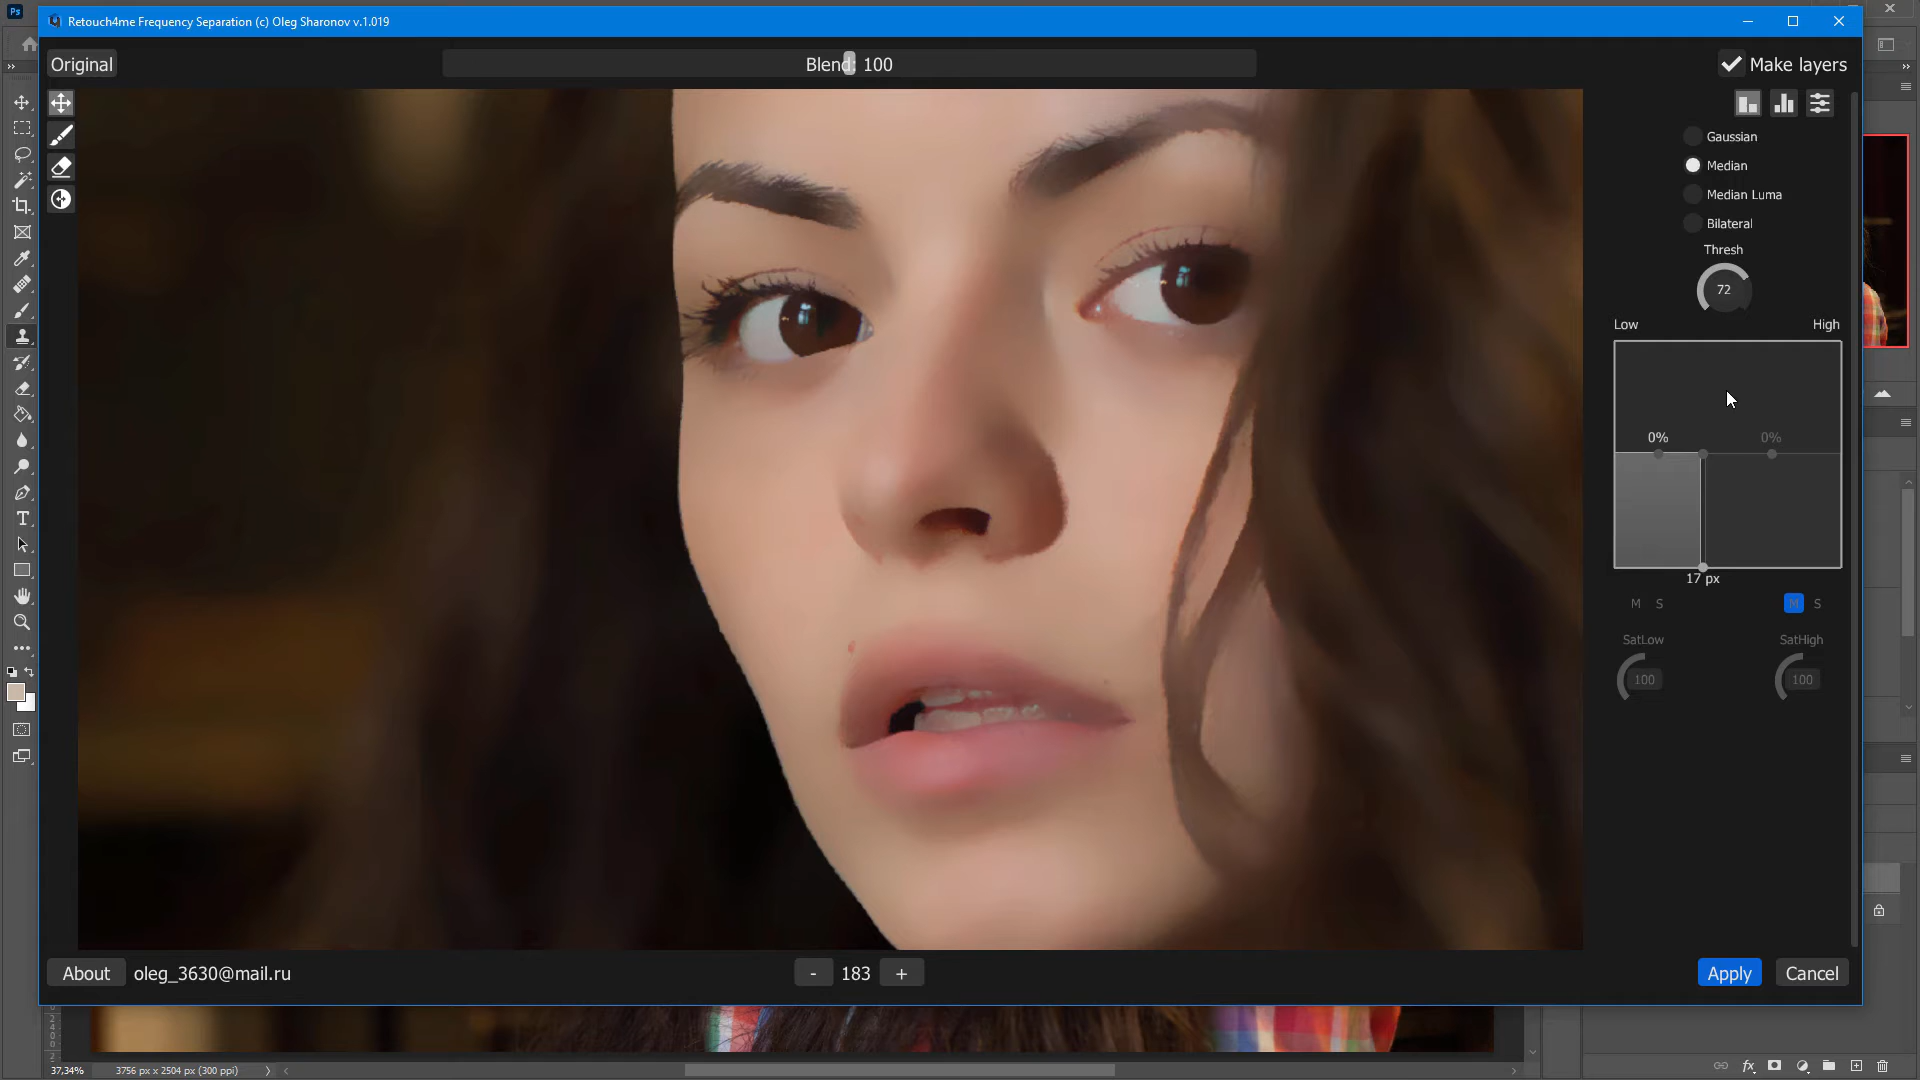 Ps
Retouch4me Frequency Separation (c) Oleg Sharonov v.1.019
Original
Blend: 100
Make layers
Gaussian
Median
Median Luma
Bilateral
Thresh
72
Low High
0% 0%
17 px
M S M S
SatLow SatHigh
100 100
About oleg_3630@mail.ru
- 183 +
Apply Cancel
37,34% 3756 px x 2504 px (300 ppi)
fx